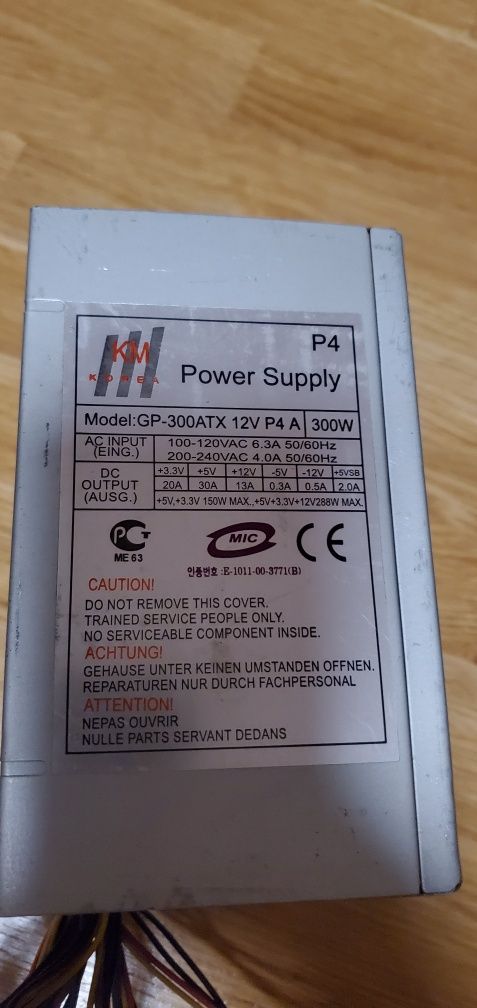 KM
KOREA
P4
Power Supply
Model:GP-300ATX 12V P4 A 300W
AC INPUT (EING.) 100-120VAC 6.3A 50/60Hz
200-240VAC 4.0A 50/60Hz
DC OUTPUT (AUSG.) +3.3V +5V +12V -5V -12V +5VSB
20A 30A 13A 0.3A 0.5A 2.0A
+5V,+3.3V 150W MAX.,+5V+3.3V+12V288W MAX.
РСТ MIC CE
ME 63
인증번호 :E-1011-00-3771(B)
CAUTION!
DO NOT REMOVE THIS COVER.
TRAINED SERVICE PEOPLE ONLY.
NO SERVICEABLE COMPONENT INSIDE.
ACHTUNG!
GEHAUSE UNTER KEINEN UMSTANDEN OFFNEN.
REPARATUREN NUR DURCH FACHPERSONAL
ATTENTION!
NEPAS OUVRIR
NULLE PARTS SERVANT DEDANS